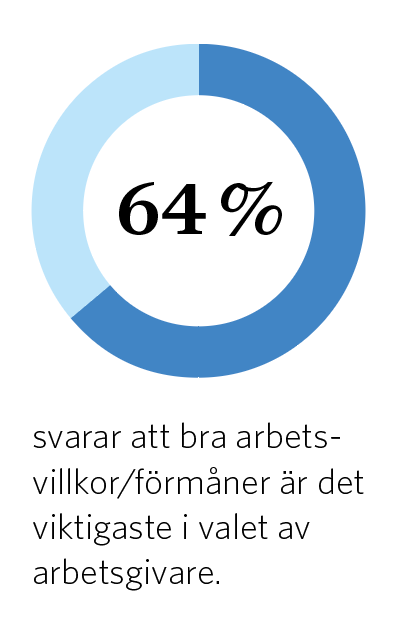 64 %
svarar att bra arbets-
villkor/förmåner är det
viktigaste i valet av
arbetsgivare.